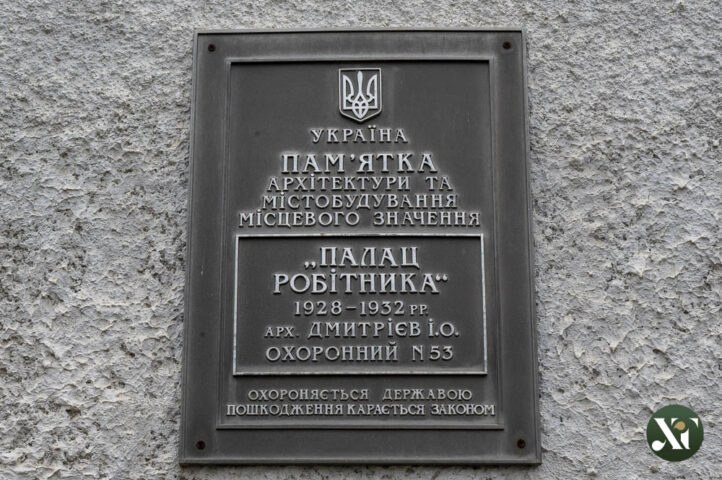 УКРАЇНА
ПАМ'ЯТКА
АРХІТЕКТУРИ ТА
МІСТОБУДУВАННЯ
МІСЦЕВОГО ЗНАЧЕННЯ
„ПАЛАЦ
РОБІТНИКА“
1928–1932 РР.
АРХ. ДМИТРІЄВ І.О.
ОХОРОННИЙ N 53
ОХОРОНЯЄТЬСЯ ДЕРЖАВОЮ
ПОШКОДЖЕННЯ КАРАЄТЬСЯ ЗАКОНОМ